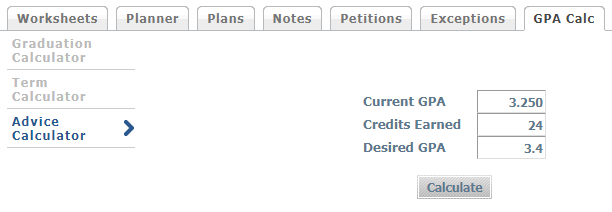 Worksheets Planner Plans Notes Petitions Exceptions GPA Calc
Graduation
Calculator
Term
Calculator
Advice
Calculator
Current GPA 3.250
Credits Earned 24
Desired GPA 3.4
Calculate